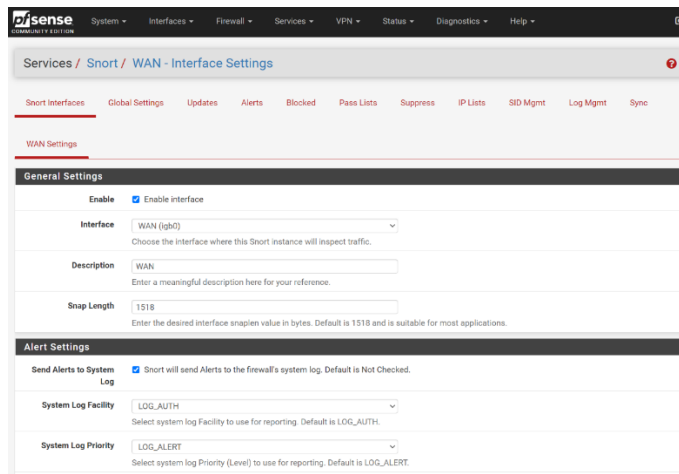 pfsense System Interfaces Firewall Services VPN Status Diagnostics Help
COMMUNITY EDITION
Services / Snort / WAN - Interface Settings
Snort Interfaces Global Settings Updates Alerts Blocked Pass Lists Suppress IP Lists SID Mgmt Log Mgmt Sync
WAN Settings
General Settings
Enable Enable interface
Interface WAN (igb0)
Choose the interface where this Snort instance will inspect traffic.
Description WAN
Enter a meaningful description here for your reference.
Snap Length 1518
Enter the desired interface snaplen value in bytes. Default is 1518 and is suitable for most applications.
Alert Settings
Send Alerts to System Snort will send Alerts to the firewall's system log. Default is Not Checked.
Log
System Log Facility LOG_AUTH
Select system log Facility to use for reporting. Default is LOG_AUTH.
System Log Priority LOG_ALERT
Select system log Priority (Level) to use for reporting. Default is LOG_ALERT.